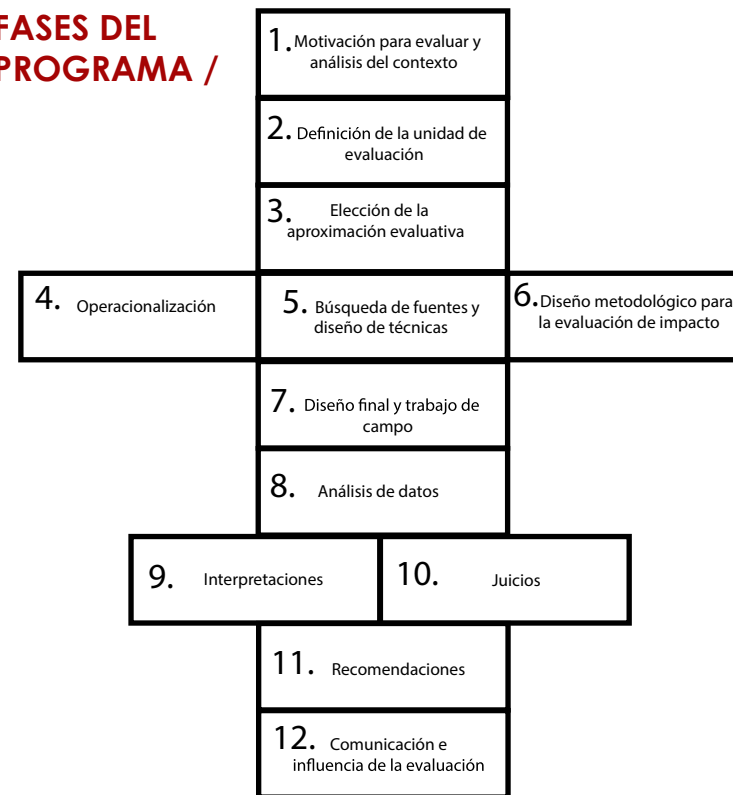 FASES DEL
PROGRAMA /
1. Motivación para evaluar y
análisis del contexto
2. Definición de la unidad de
evaluación
3. Elección de la
aproximación evaluativa
4. Operacionalización
5. Búsqueda de fuentes y
diseño de técnicas
6. Diseño metodológico para
la evaluación de impacto
7. Diseño final y trabajo de
campo
8. Análisis de datos
9. Interpretaciones
10. Juicios
11. Recomendaciones
12. Comunicación e
influencia de la evaluación